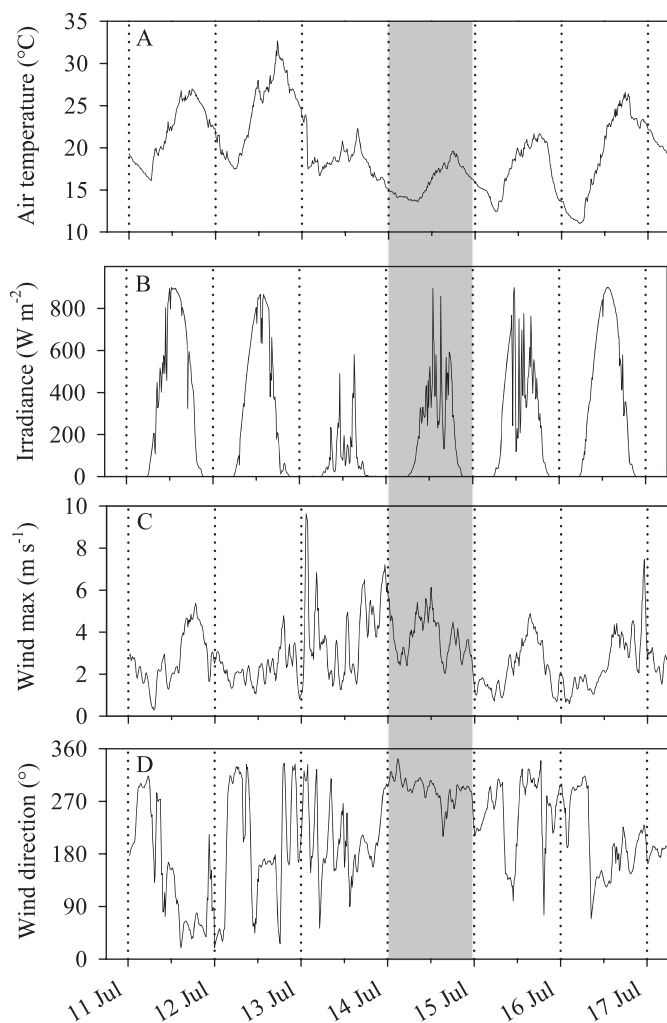 A
Air temperature (°C)
35
30
25
20
15
10
B
Irradiance (W m⁻²)
800
600
400
200
0
C
Wind max (m s⁻¹)
10
8
6
4
2
0
D
Wind direction (°)
360
270
180
90
0
11 Jul
12 Jul
13 Jul
14 Jul
15 Jul
16 Jul
17 Jul